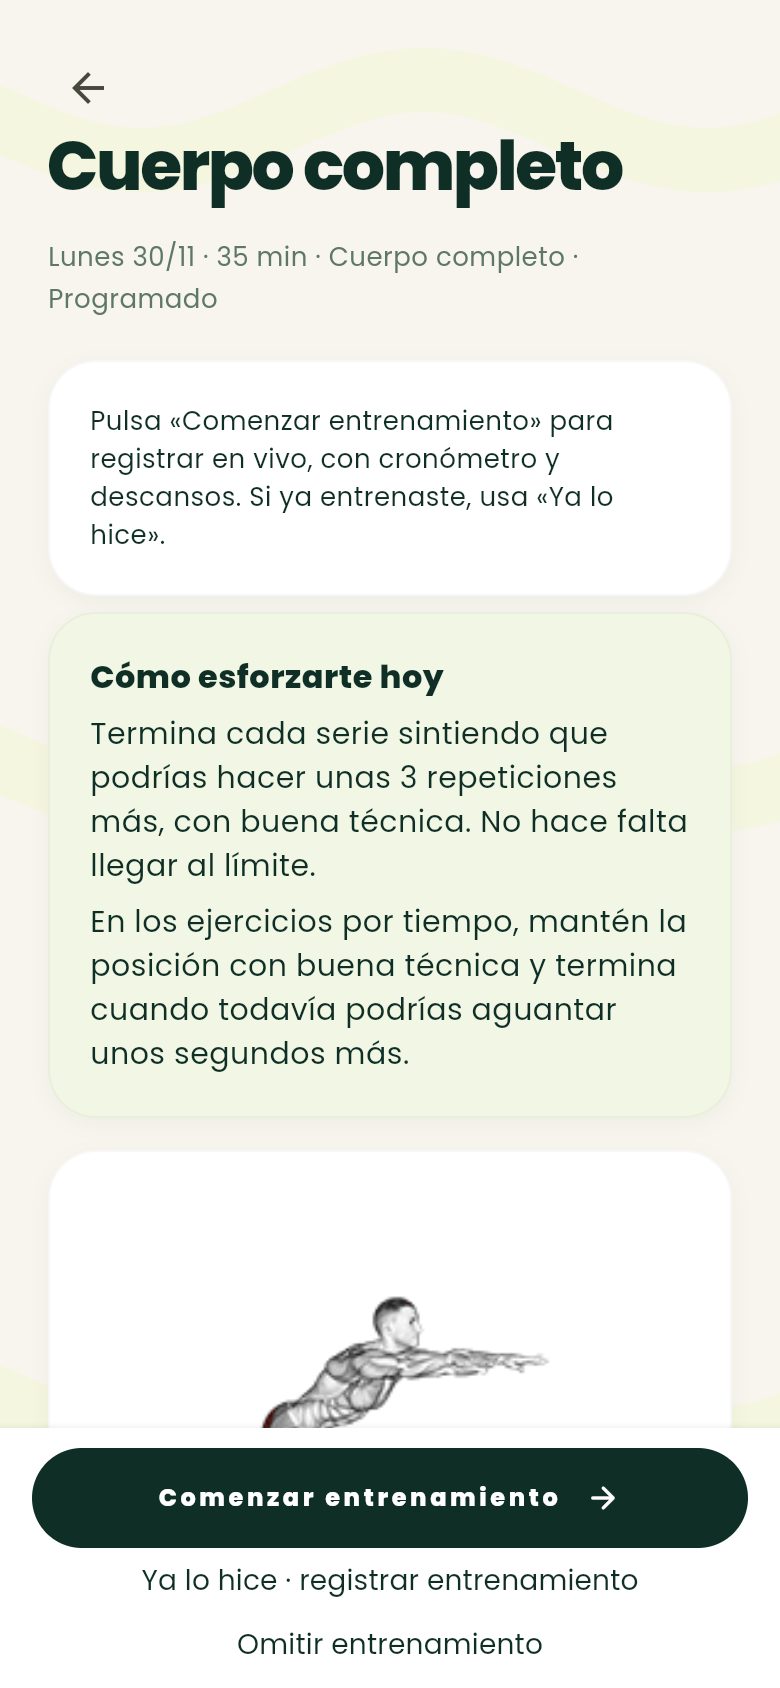 Cuerpo completo
Lunes 30/11 · 35 min · Cuerpo completo ·
Programado
Pulsa «Comenzar entrenamiento» para
registrar en vivo, con cronómetro y
descansos. Si ya entrenaste, usa «Ya lo
hice».
Cómo esforzarte hoy
Termina cada serie sintiendo que
podrías hacer unas 3 repeticiones
más, con buena técnica. No hace falta
llegar al límite.
En los ejercicios por tiempo, mantén la
posición con buena técnica y termina
cuando todavía podrías aguantar
unos segundos más.
Comenzar entrenamiento
Ya lo hice · registrar entrenamiento
Omitir entrenamiento